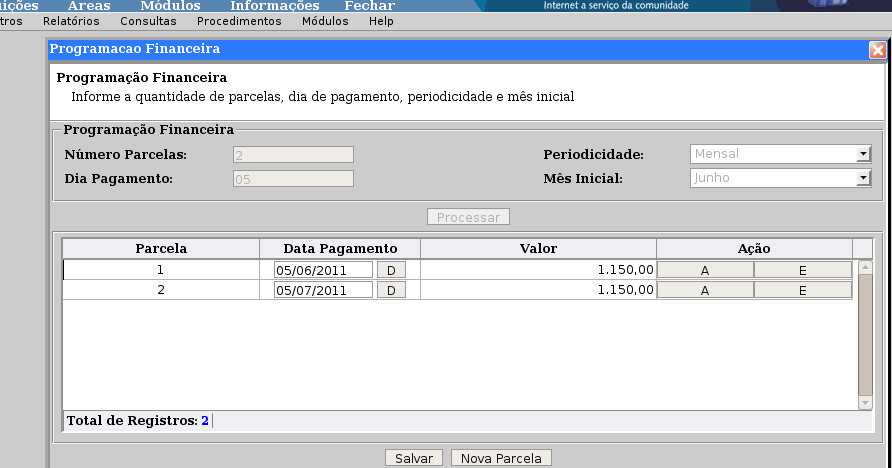 uições Áreas Módulos Informações Fechar Internet a serviço da comunidade
tros Relatórios Consultas Procedimentos Módulos Help
Programacao Financeira
Programação Financeira
Informe a quantidade de parcelas, dia de pagamento, periodicidade e mês inicial
Programação Financeira
Número Parcelas: 2 Periodicidade: Mensal
Dia Pagamento: 05 Mês Inicial: Junho
Processar
Parcela Data Pagamento Valor Ação
1 05/06/2011 D 1.150,00 A E
2 05/07/2011 D 1.150,00 A E
Total de Registros: 2
Salvar Nova Parcela